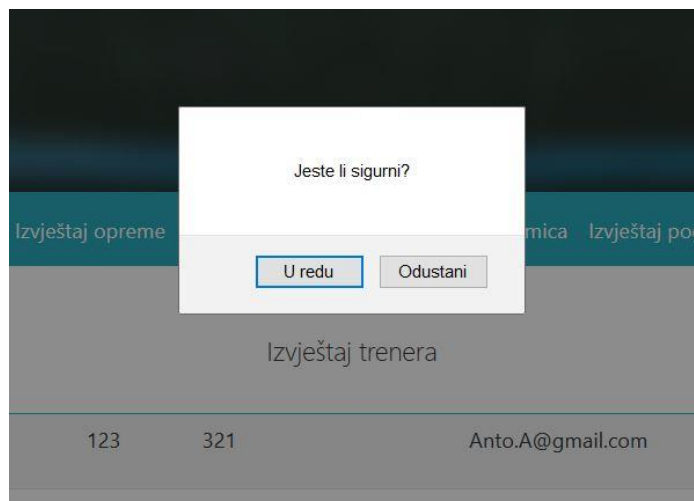 Jeste li sigurni?
Izvještaj opreme mica Izvještaj po
U redu Odustani
Izvještaj trenera
123 321 Anto.A@gmail.com